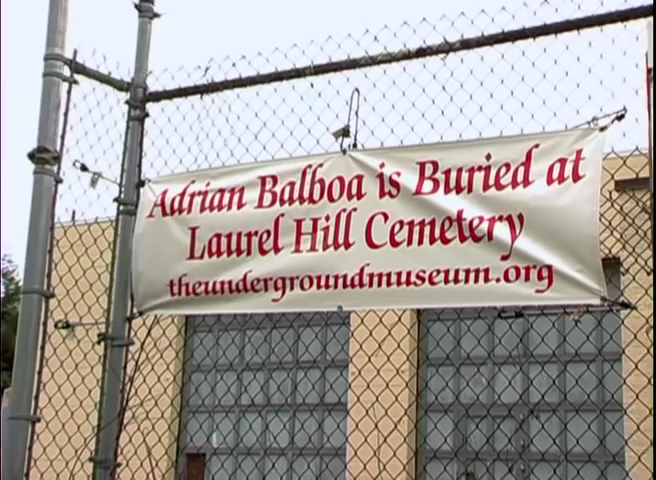 Adrian Balboa is Buried at
Laurel Hill Cemetery
theundergroundmuseum.org